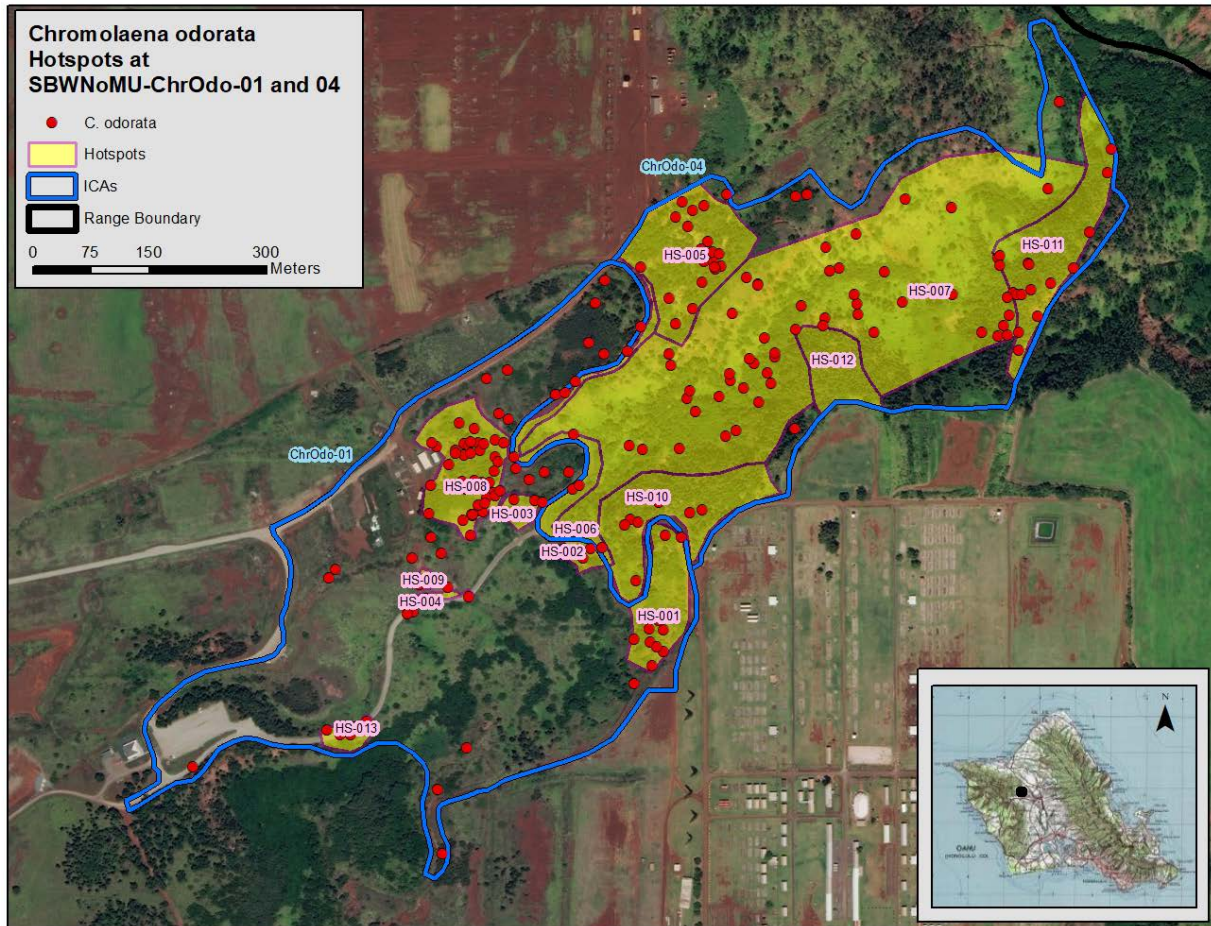 Chromolaena odorata
Hotspots at
SBWNoMU-ChrOdo-01 and 04
C. odorata
Hotspots
ICAs
Range Boundary
0 75 150 300
Meters
ChrOdo-04
HS-005
HS-011
HS-007
HS-012
ChrOdo-01
HS-008
HS-010
HS-003
HS-006
HS-002
HS-009
HS-004
HS-001
HS-013
N
OAHU